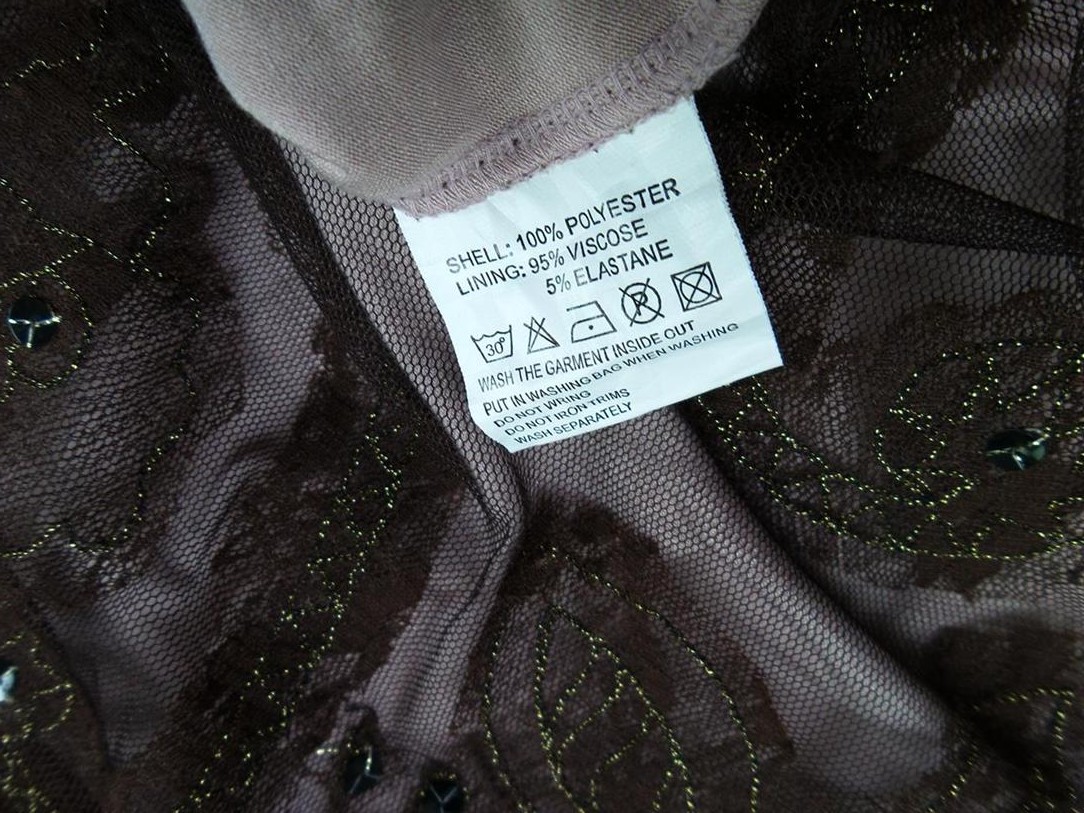 SHELL: 100% POLYESTER
LINING: 95% VISCOSE
5% ELASTANE
30° P
WASH THE GARMENT INSIDE OUT
PUT IN WASHING BAG WHEN WASHING
DO NOT WRING
DO NOT IRON TRIMS
WASH SEPARATELY